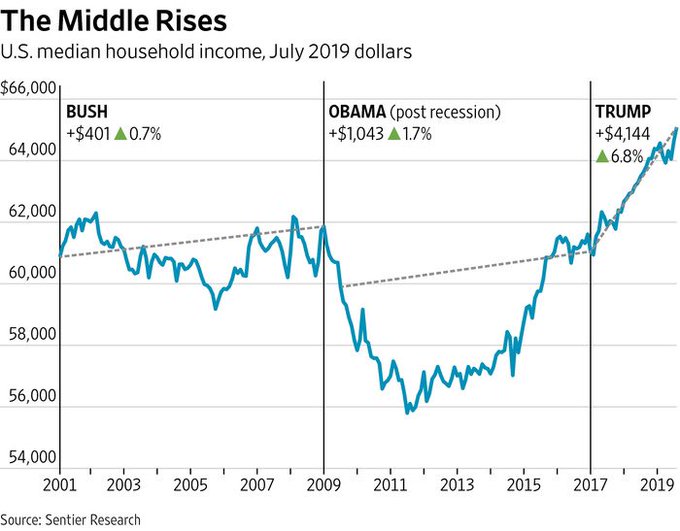 The Middle Rises
U.S. median household income, July 2019 dollars
$66,000
BUSH
+$401 ▲ 0.7%
OBAMA (post recession)
+$1,043 ▲ 1.7%
TRUMP
+$4,144
▲ 6.8%
64,000
62,000
60,000
58,000
56,000
54,000
2001 2003 2005 2007 2009 2011 2013 2015 2017 2019
Source: Sentier Research